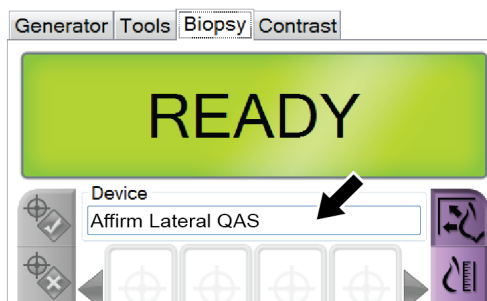 Generator Tools Biopsy Contrast
READY
Device
Affirm Lateral QAS